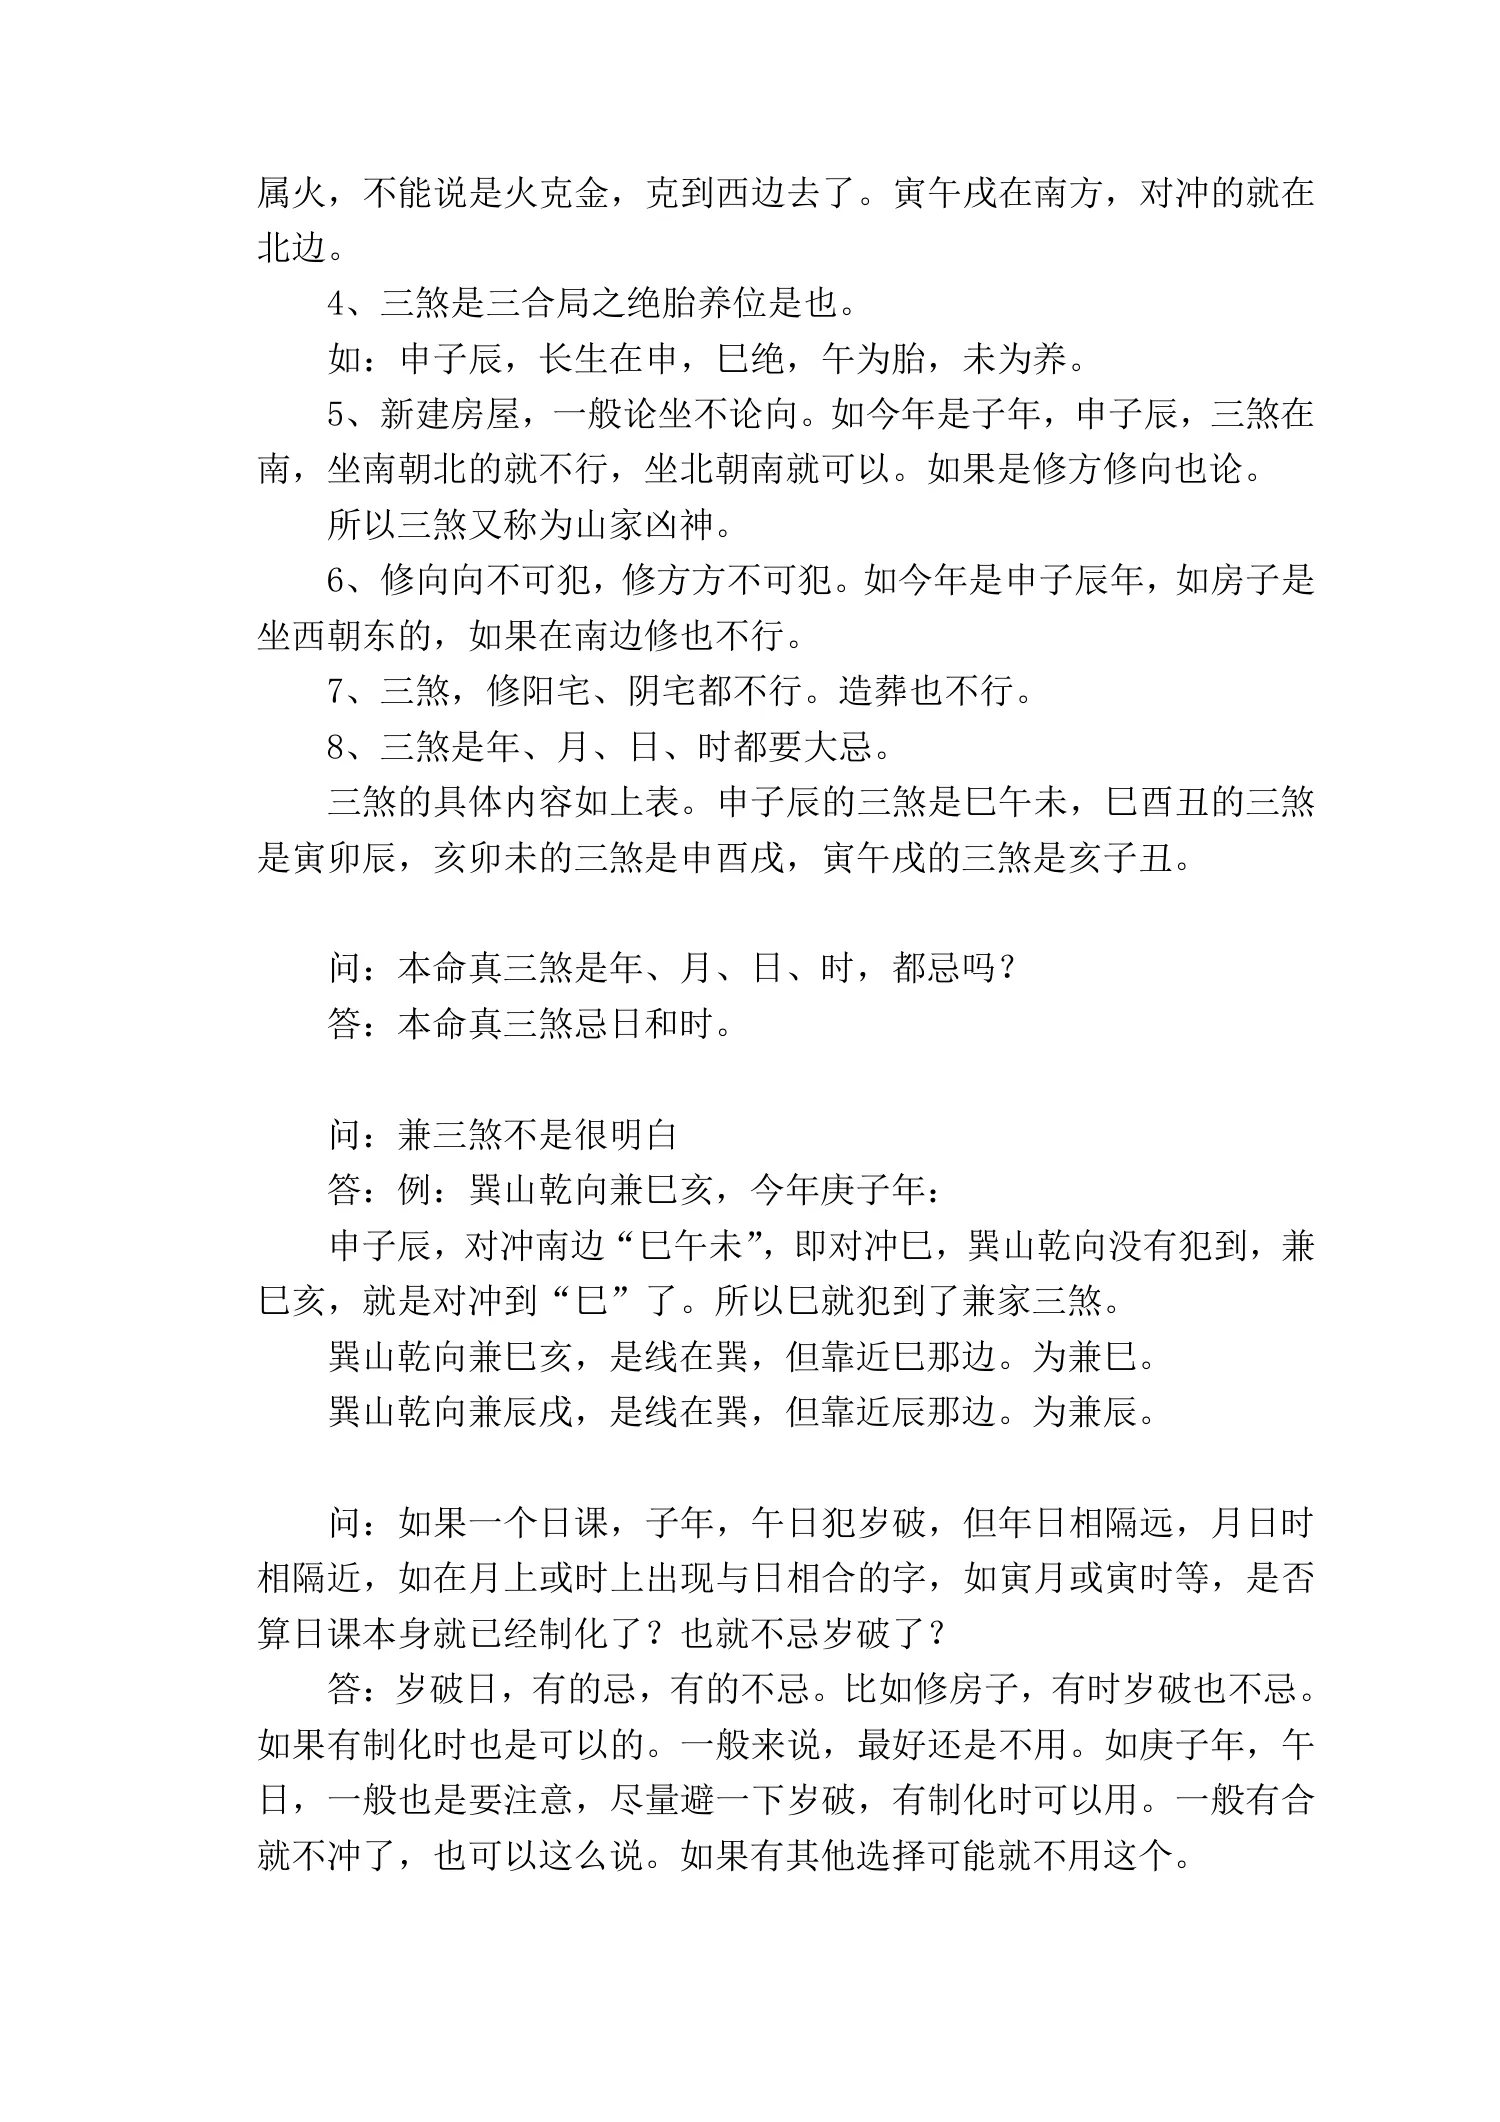 属火，不能说是火克金，克到西边去了。寅午戌在南方，对冲的就在
北边。
4、三煞是三合局之绝胎养位是也。
如：申子辰，长生在申，巳绝，午为胎，未为养。
5、新建房屋，一般论坐不论向。如今年是子年，申子辰，三煞在
南，坐南朝北的就不行，坐北朝南就可以。如果是修方修向也论。
所以三煞又称为山家凶神。
6、修向向不可犯，修方方不可犯。如今年是申子辰年，如房子是
坐西朝东的，如果在南边修也不行。
7、三煞，修阳宅、阴宅都不行。造葬也不行。
8、三煞是年、月、日、时都要大忌。
三煞的具体内容如上表。申子辰的三煞是巳午未，巳酉丑的三煞
是寅卯辰，亥卯未的三煞是申酉戌，寅午戌的三煞是亥子丑。
问：本命真三煞是年、月、日、时，都忌吗？
答：本命真三煞忌日和时。
问：兼三煞不是很明白
答：例：巽山乾向兼巳亥，今年庚子年：
申子辰，对冲南边“巳午未”，即对冲巳，巽山乾向没有犯到，兼
巳亥，就是对冲到“巳”了。所以巳就犯到了兼家三煞。
巽山乾向兼巳亥，是线在巽，但靠近巳那边。为兼巳。
巽山乾向兼辰戌，是线在巽，但靠近辰那边。为兼辰。
问：如果一个日课，子年，午日犯岁破，但年日相隔远，月日时
相隔近，如在月上或时上出现与日相合的字，如寅月或寅时等，是否
算日课本身就已经制化了？也就不忌岁破了？
答：岁破日，有的忌，有的不忌。比如修房子，有时岁破也不忌。
如果有制化时也是可以的。一般来说，最好还是不用。如庚子年，午
日，一般也是要注意，尽量避一下岁破，有制化时可以用。一般有合
就不冲了，也可以这么说。如果有其他选择可能就不用这个。